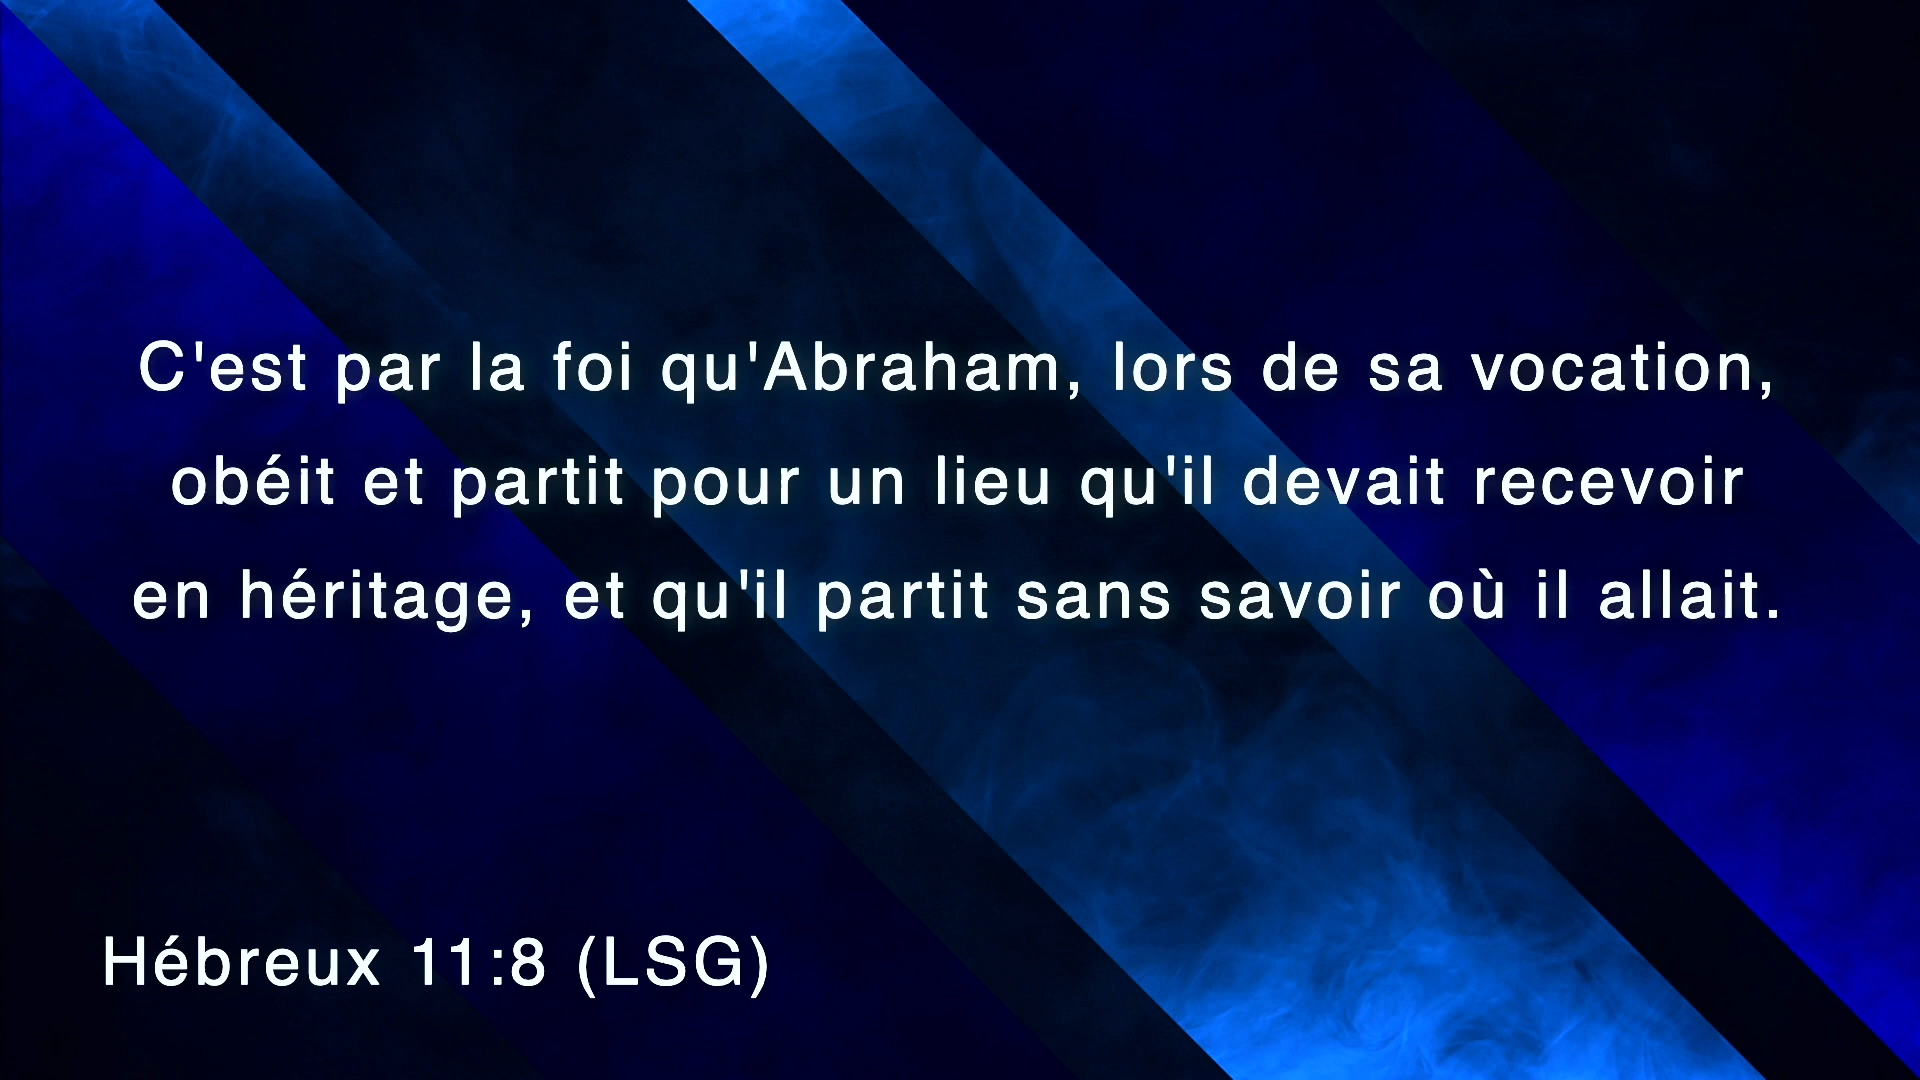 C'est par la foi qu'Abraham, lors de sa vocation,
obéit et partit pour un lieu qu'il devait recevoir
en héritage, et qu'il partit sans savoir où il allait.
Hébreux 11:8 (LSG)